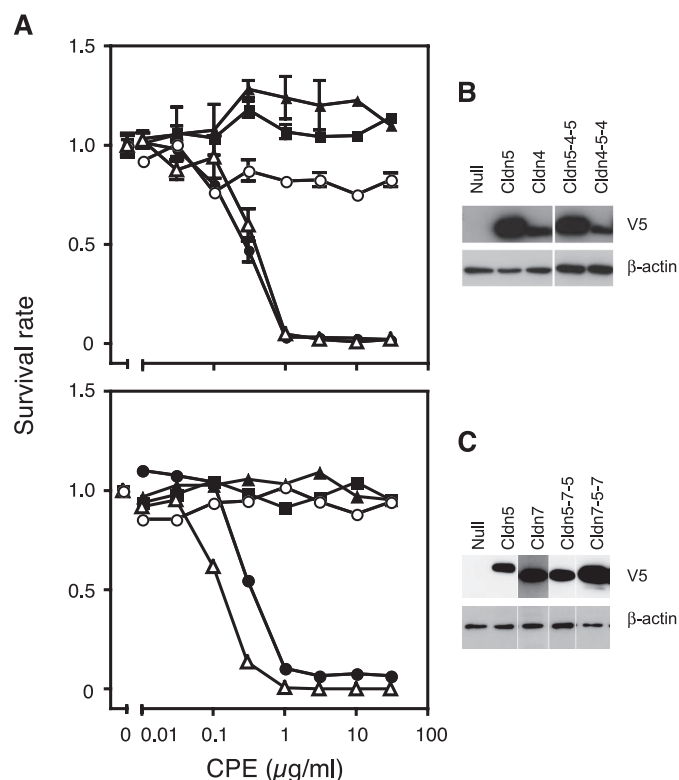 A
1.5
1.0
0.5
0
1.5
1.0
0.5
0
Survival rate
0 0.01 0.1 1 10 100
CPE (µg/ml)
B
Null
Cldn5
Cldn4
Cldn5-4-5
Cldn4-5-4
V5
β-actin
C
Null
Cldn5
Cldn7
Cldn5-7-5
Cldn7-5-7
V5
β-actin